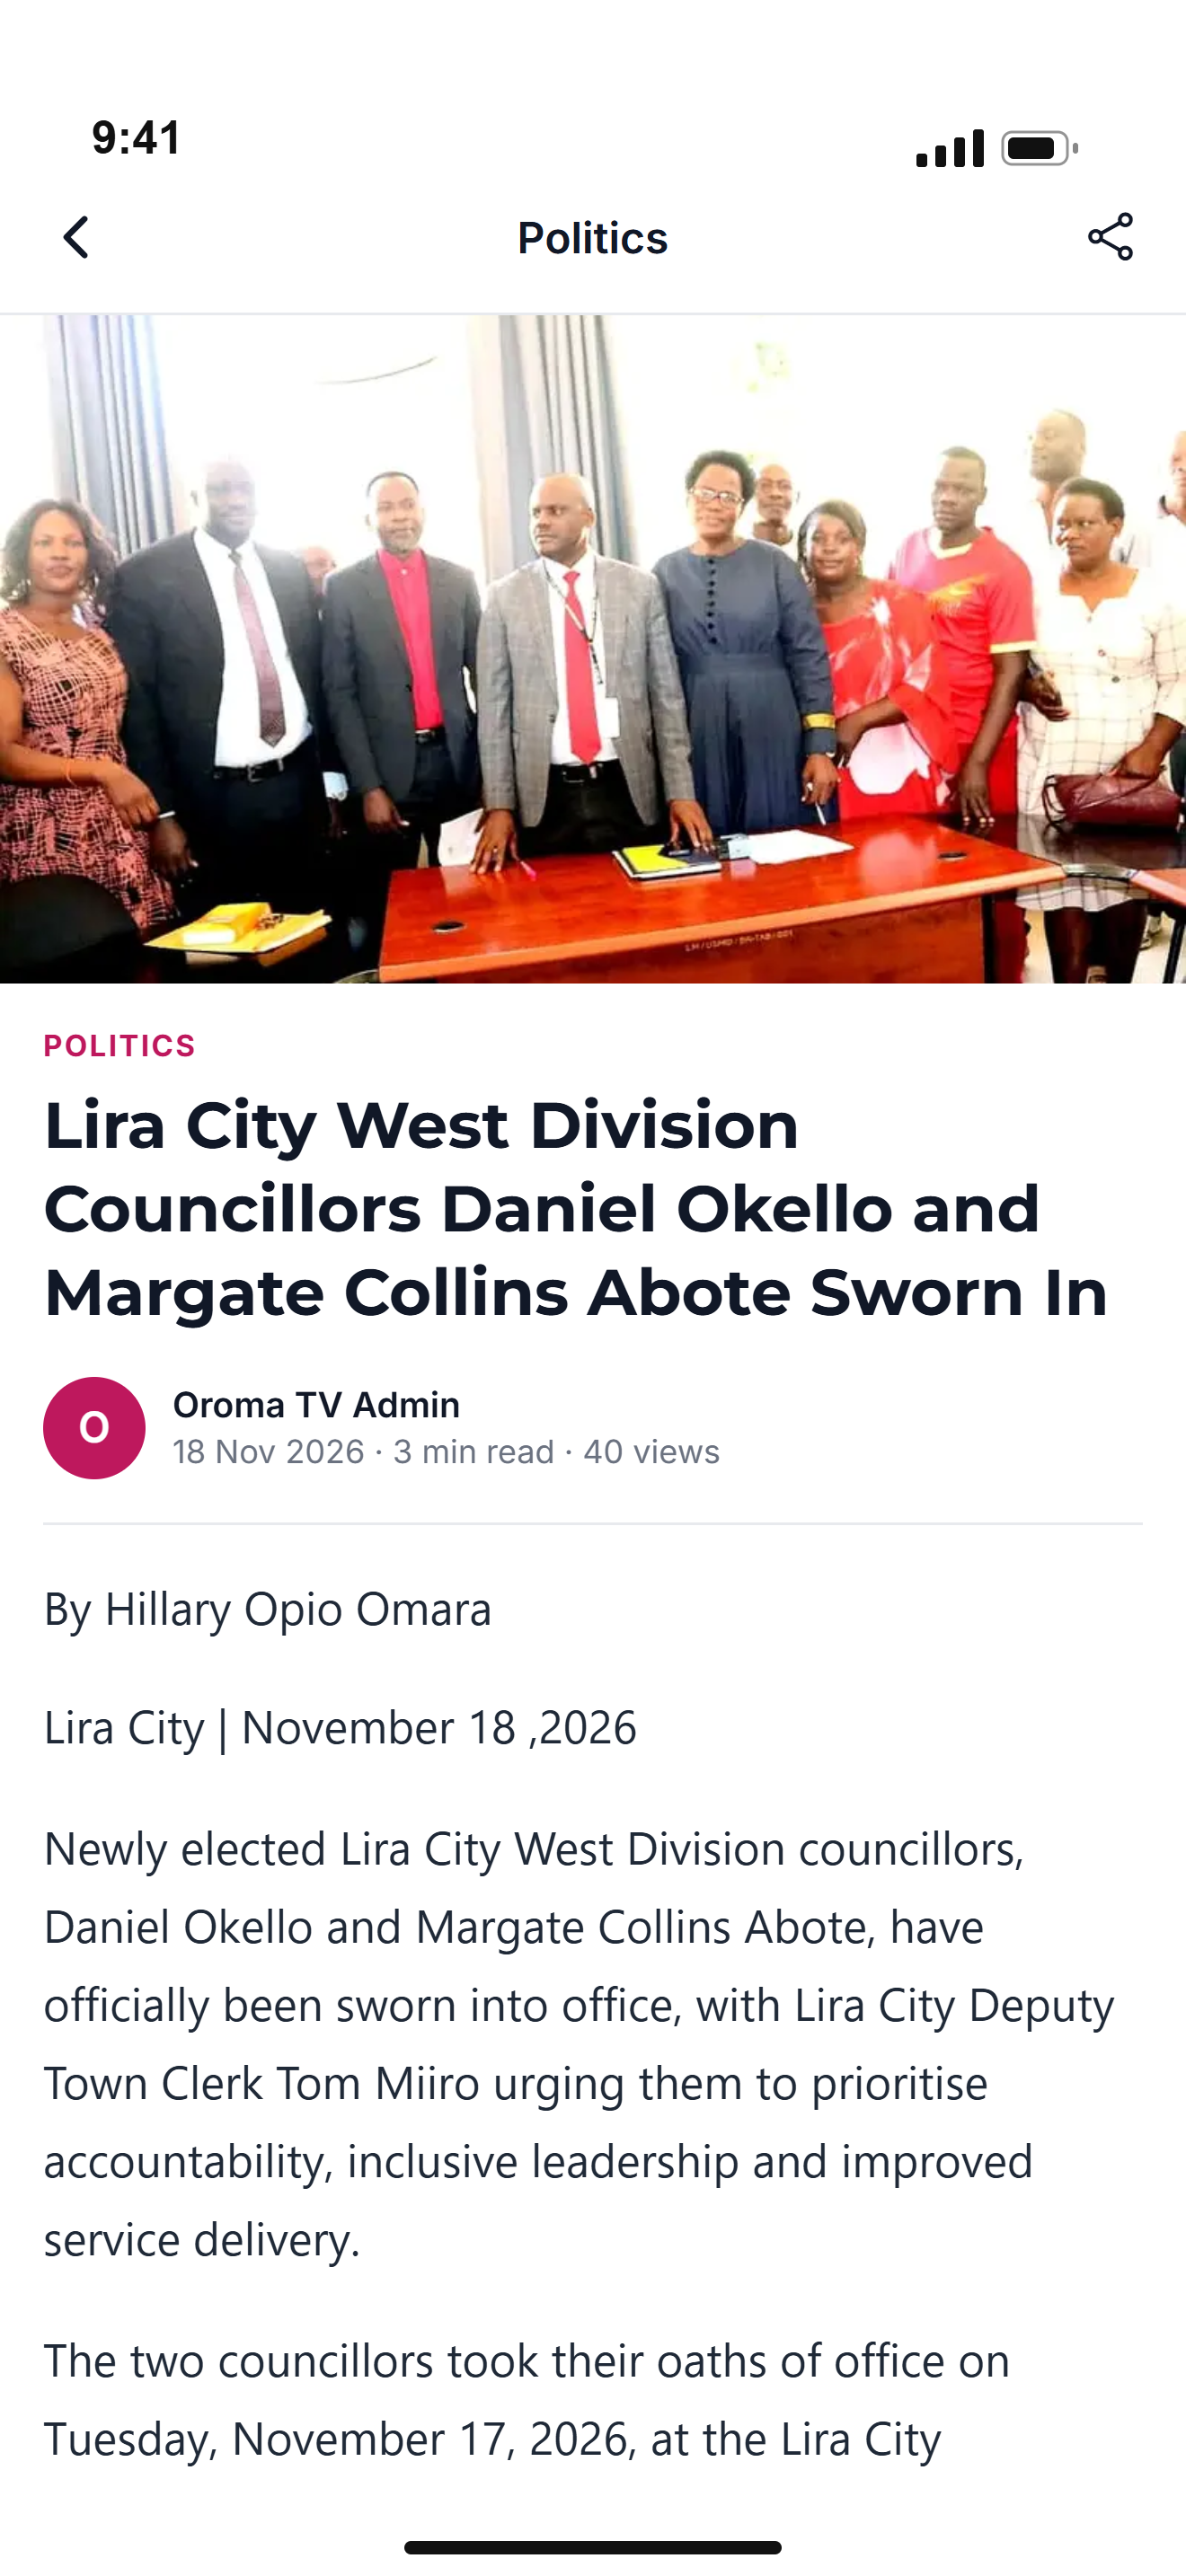 9:41
Politics
POLITICS
Lira City West Division
Councillors Daniel Okello and
Margate Collins Abote Sworn In
O
Oroma TV Admin
18 Nov 2026 · 3 min read · 40 views
By Hillary Opio Omara
Lira City | November 18 ,2026
Newly elected Lira City West Division councillors,
Daniel Okello and Margate Collins Abote, have
officially been sworn into office, with Lira City Deputy
Town Clerk Tom Miiro urging them to prioritise
accountability, inclusive leadership and improved
service delivery.
The two councillors took their oaths of office on
Tuesday, November 17, 2026, at the Lira City